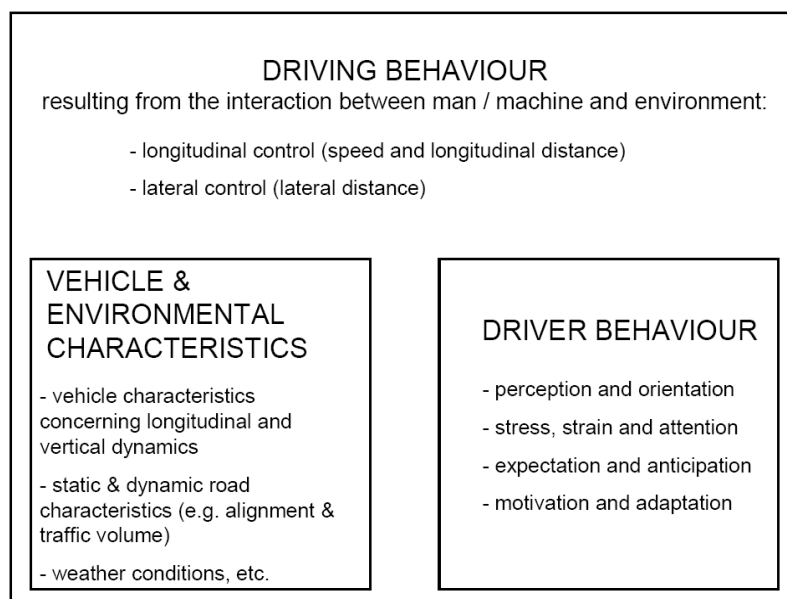 DRIVING BEHAVIOUR
resulting from the interaction between man / machine and environment:
- longitudinal control (speed and longitudinal distance)
- lateral control (lateral distance)
VEHICLE &
ENVIRONMENTAL
CHARACTERISTICS
- vehicle characteristics
concerning longitudinal and
vertical dynamics
- static & dynamic road
characteristics (e.g. alignment &
traffic volume)
- weather conditions, etc.
DRIVER BEHAVIOUR
- perception and orientation
- stress, strain and attention
- expectation and anticipation
- motivation and adaptation